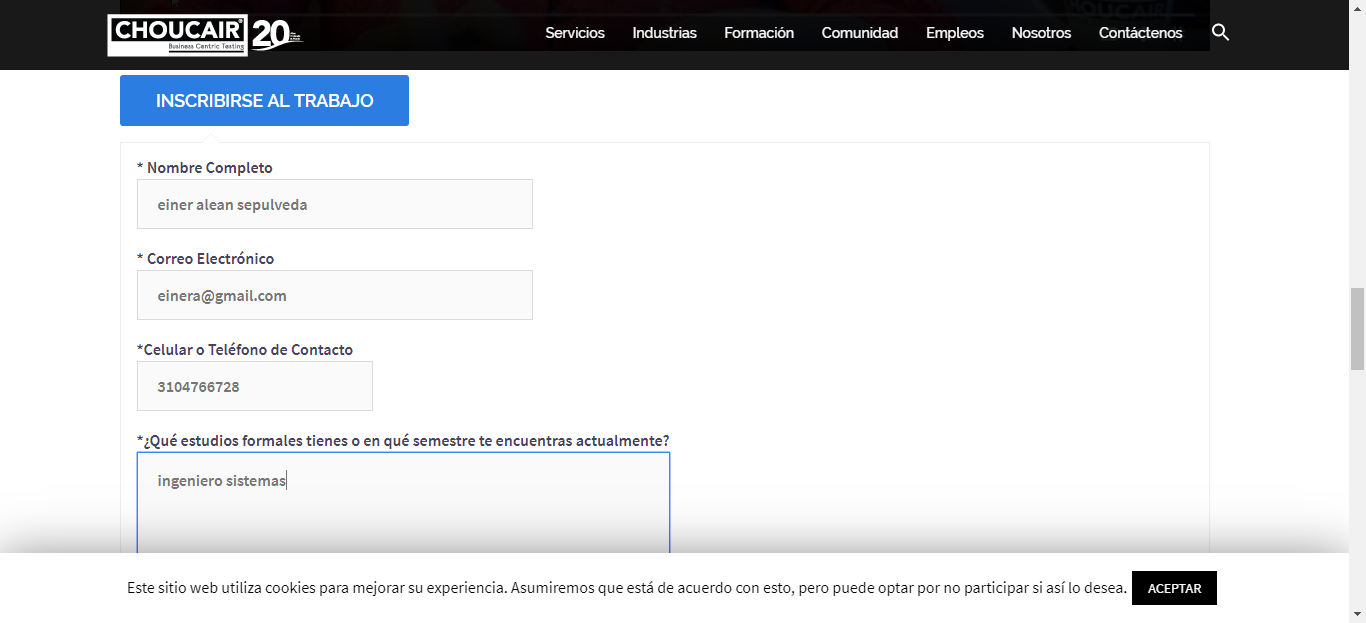 CHOUCAIR
Business Centric Testing
20
Servicios Industrias Formación Comunidad Empleos Nosotros Contáctenos
INSCRIBIRSE AL TRABAJO
* Nombre Completo
einer alean sepulveda
* Correo Electrónico
einera@gmail.com
*Celular o Teléfono de Contacto
3104766728
*¿Qué estudios formales tienes o en qué semestre te encuentras actualmente?
ingeniero sistemas
Este sitio web utiliza cookies para mejorar su experiencia. Asumiremos que está de acuerdo con esto, pero puede optar por no participar si así lo desea. ACEPTAR